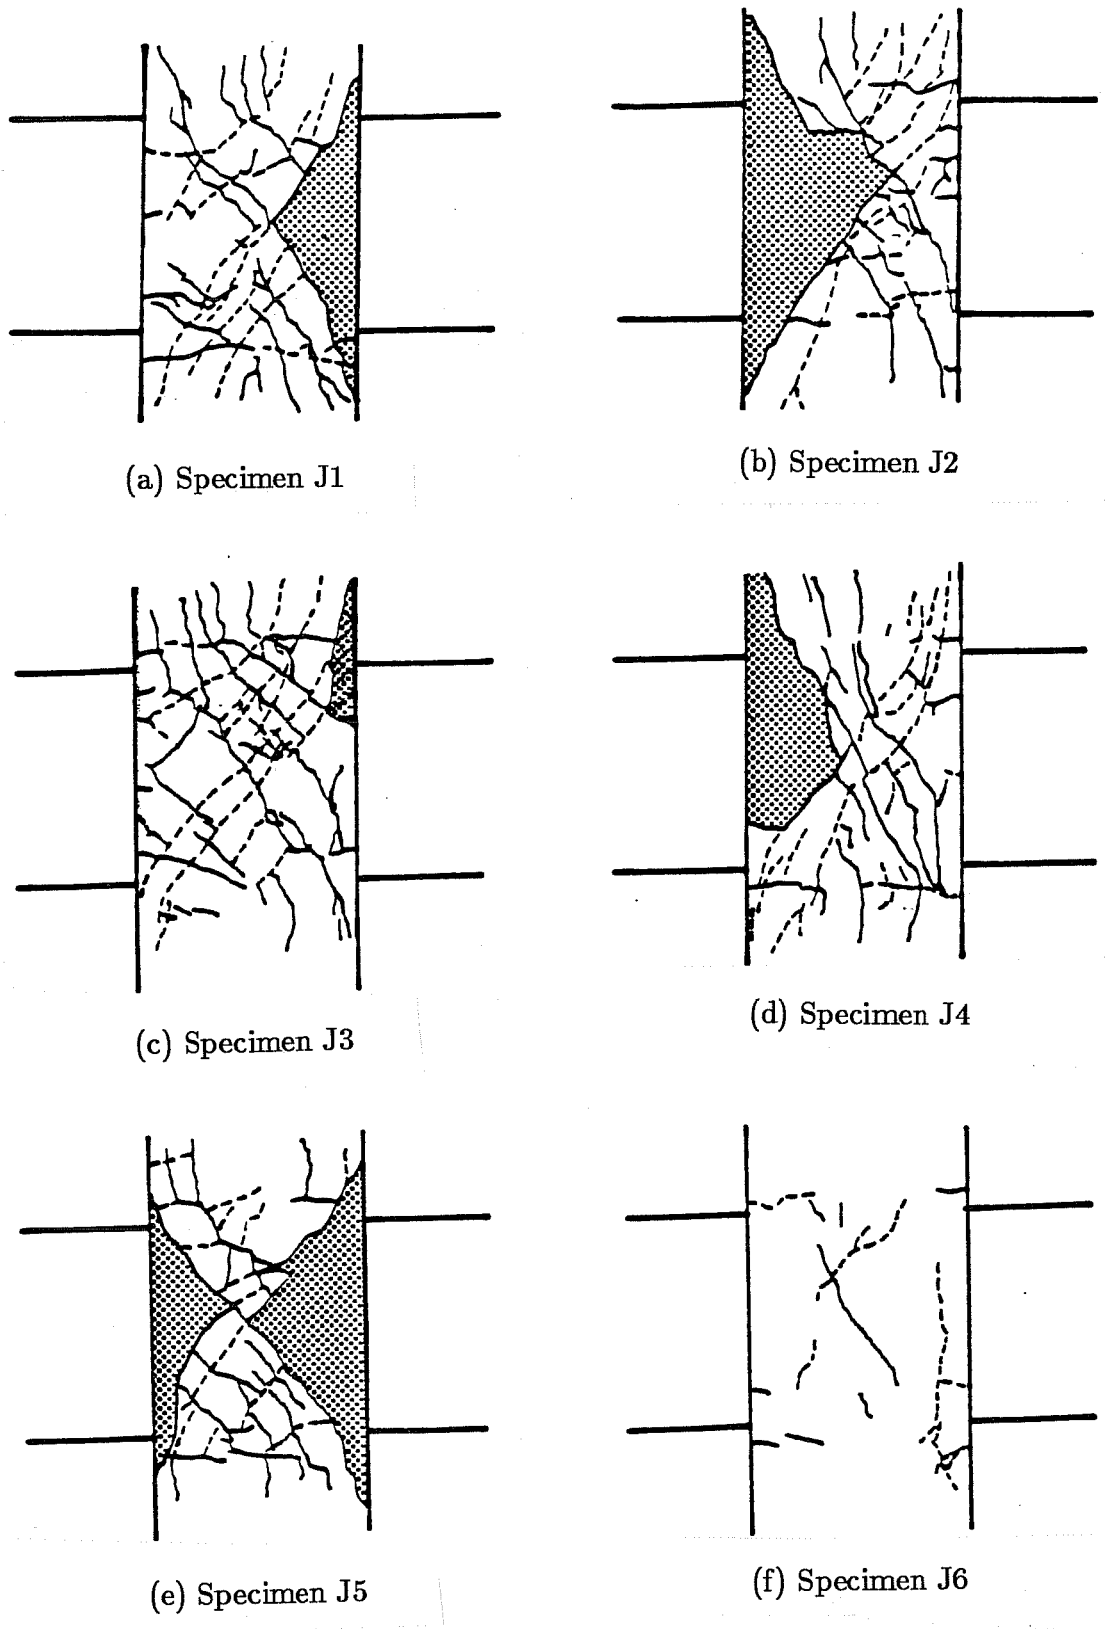 (a) Specimen J1
(b) Specimen J2
(c) Specimen J3
(d) Specimen J4
(e) Specimen J5
(f) Specimen J6